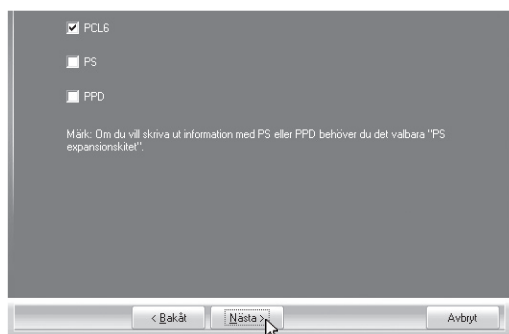 PCL6
PS
PPD
Märk: Om du vill skriva ut information med PS eller PPD behöver du det valbara "PS
expansionskitet".
< Bakåt
Nästa >
Avbryt